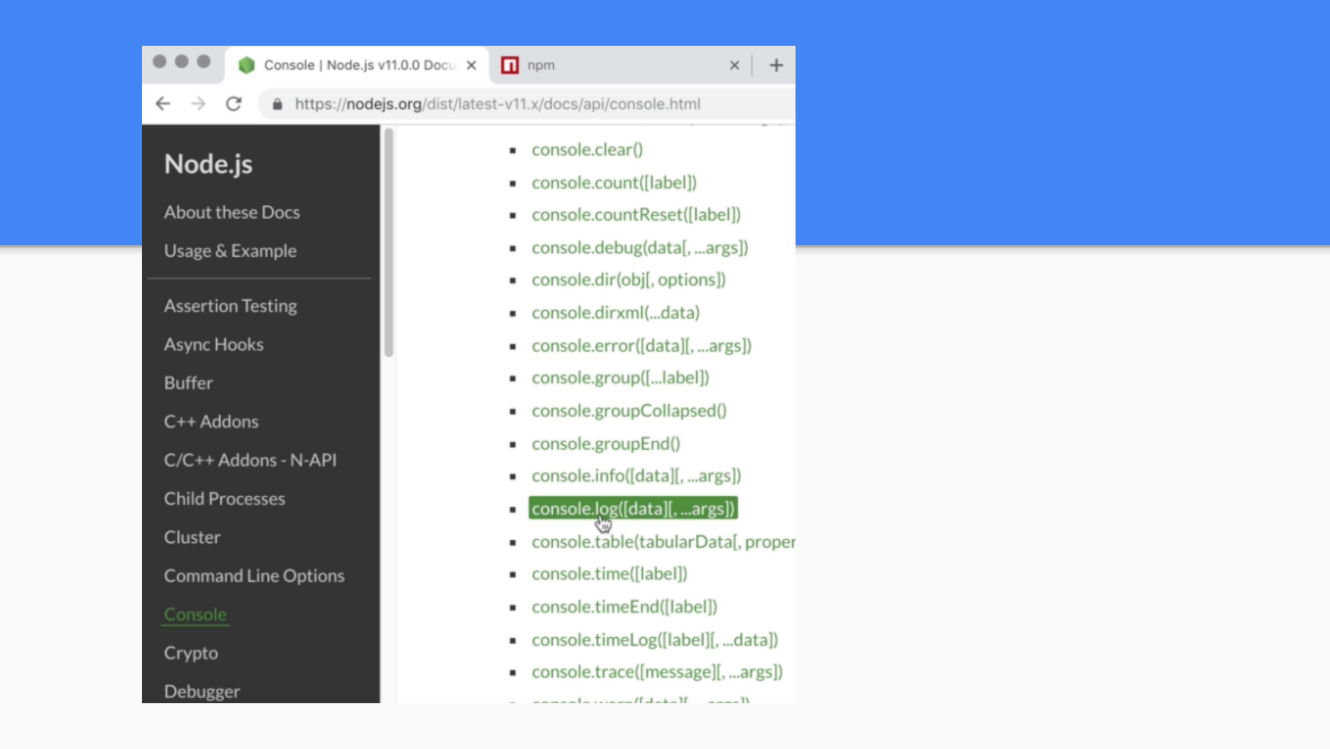 Console | Node.js v11.0.0 Docu
npm
https://nodejs.org/dist/latest-v11.x/docs/api/console.html
Node.js
About these Docs
Usage & Example
Assertion Testing
Async Hooks
Buffer
C++ Addons
C/C++ Addons - N-API
Child Processes
Cluster
Command Line Options
Console
Crypto
Debugger
console.clear()
console.count([label])
console.countReset([label])
console.debug(data[, ...args])
console.dir(obj[, options])
console.dirxml(...data)
console.error([data][, ...args])
console.group([...label])
console.groupCollapsed()
console.groupEnd()
console.info([data][, ...args])
console.log([data][, ...args])
console.table(tabularData[, proper
console.time([label])
console.timeEnd([label])
console.timeLog([label][, ...data])
console.trace([message][, ...args])
console.warn([data][, ...args])